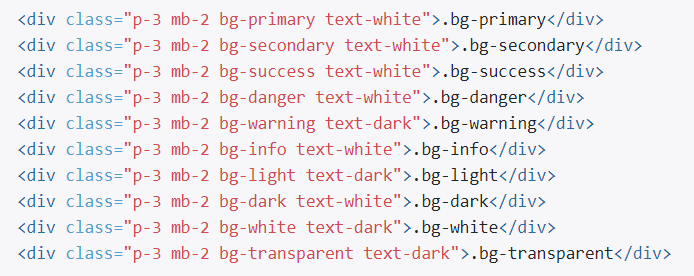 <div class="p-3 mb-2 bg-primary text-white">.bg-primary</div>
<div class="p-3 mb-2 bg-secondary text-white">.bg-secondary</div>
<div class="p-3 mb-2 bg-success text-white">.bg-success</div>
<div class="p-3 mb-2 bg-danger text-white">.bg-danger</div>
<div class="p-3 mb-2 bg-warning text-dark">.bg-warning</div>
<div class="p-3 mb-2 bg-info text-white">.bg-info</div>
<div class="p-3 mb-2 bg-light text-dark">.bg-light</div>
<div class="p-3 mb-2 bg-dark text-white">.bg-dark</div>
<div class="p-3 mb-2 bg-white text-dark">.bg-white</div>
<div class="p-3 mb-2 bg-transparent text-dark">.bg-transparent</div>